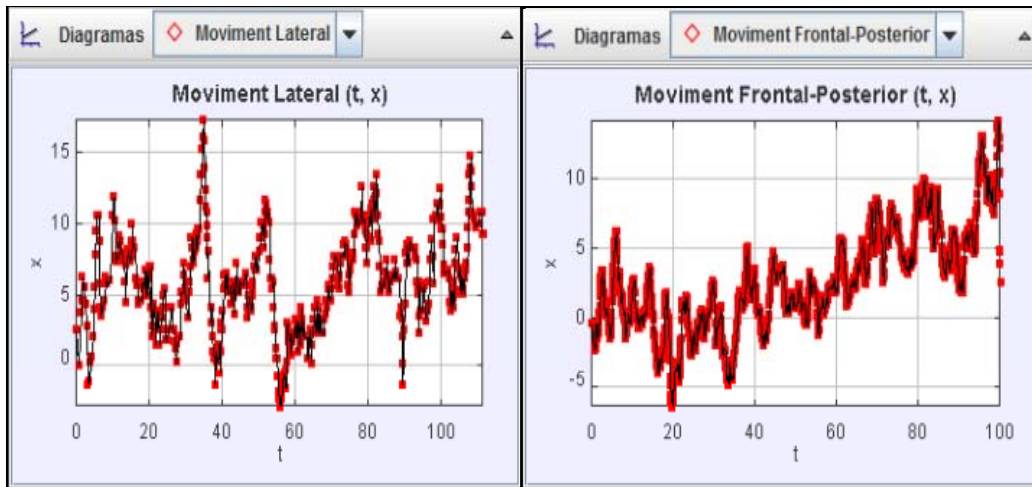 Diagramas Moviment Lateral
Moviment Lateral (t, x)
15
10
5
0
x
0 20 40 60 80 100
t
Diagramas Moviment Frontal-Posterior
Moviment Frontal-Posterior (t, x)
10
5
0
-5
x
0 20 40 60 80 100
t